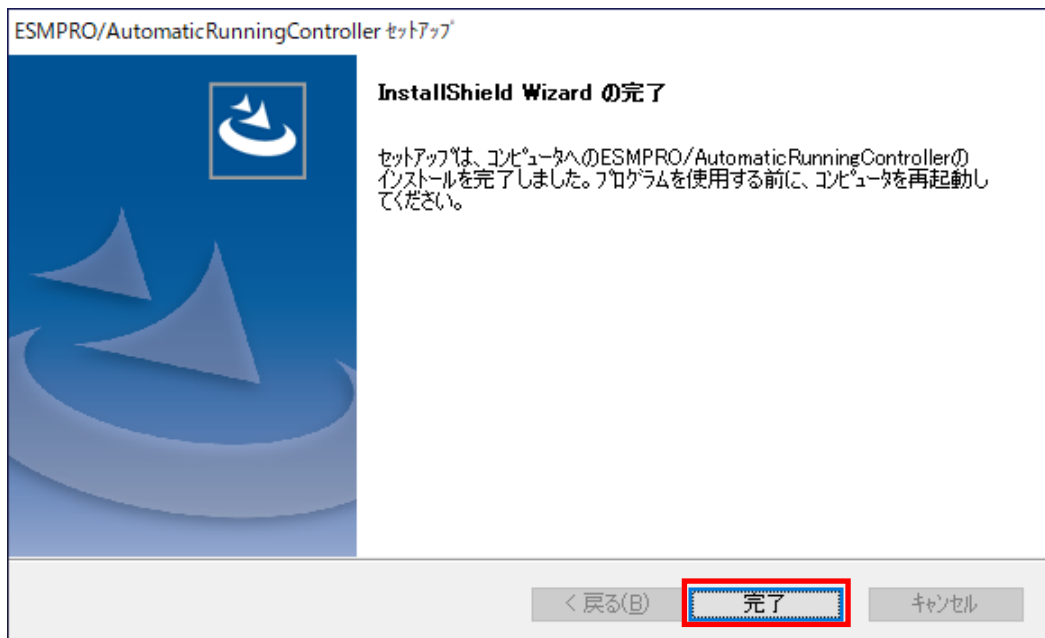 ESMPRO/AutomaticRunningController ｾｯﾄｱｯﾌﾟ
InstallShield Wizard の完了
ｾｯﾄｱｯﾌﾟは、ｺﾝﾋﾟｭｰﾀへのESMPRO/AutomaticRunningControllerの
ｲﾝｽﾄｰﾙを完了しました。ﾌﾟﾛｸﾞﾗﾑを使用する前に、ｺﾝﾋﾟｭｰﾀを再起動し
てください。
< 戻る(B)
完了
ｷｬﾝｾﾙ